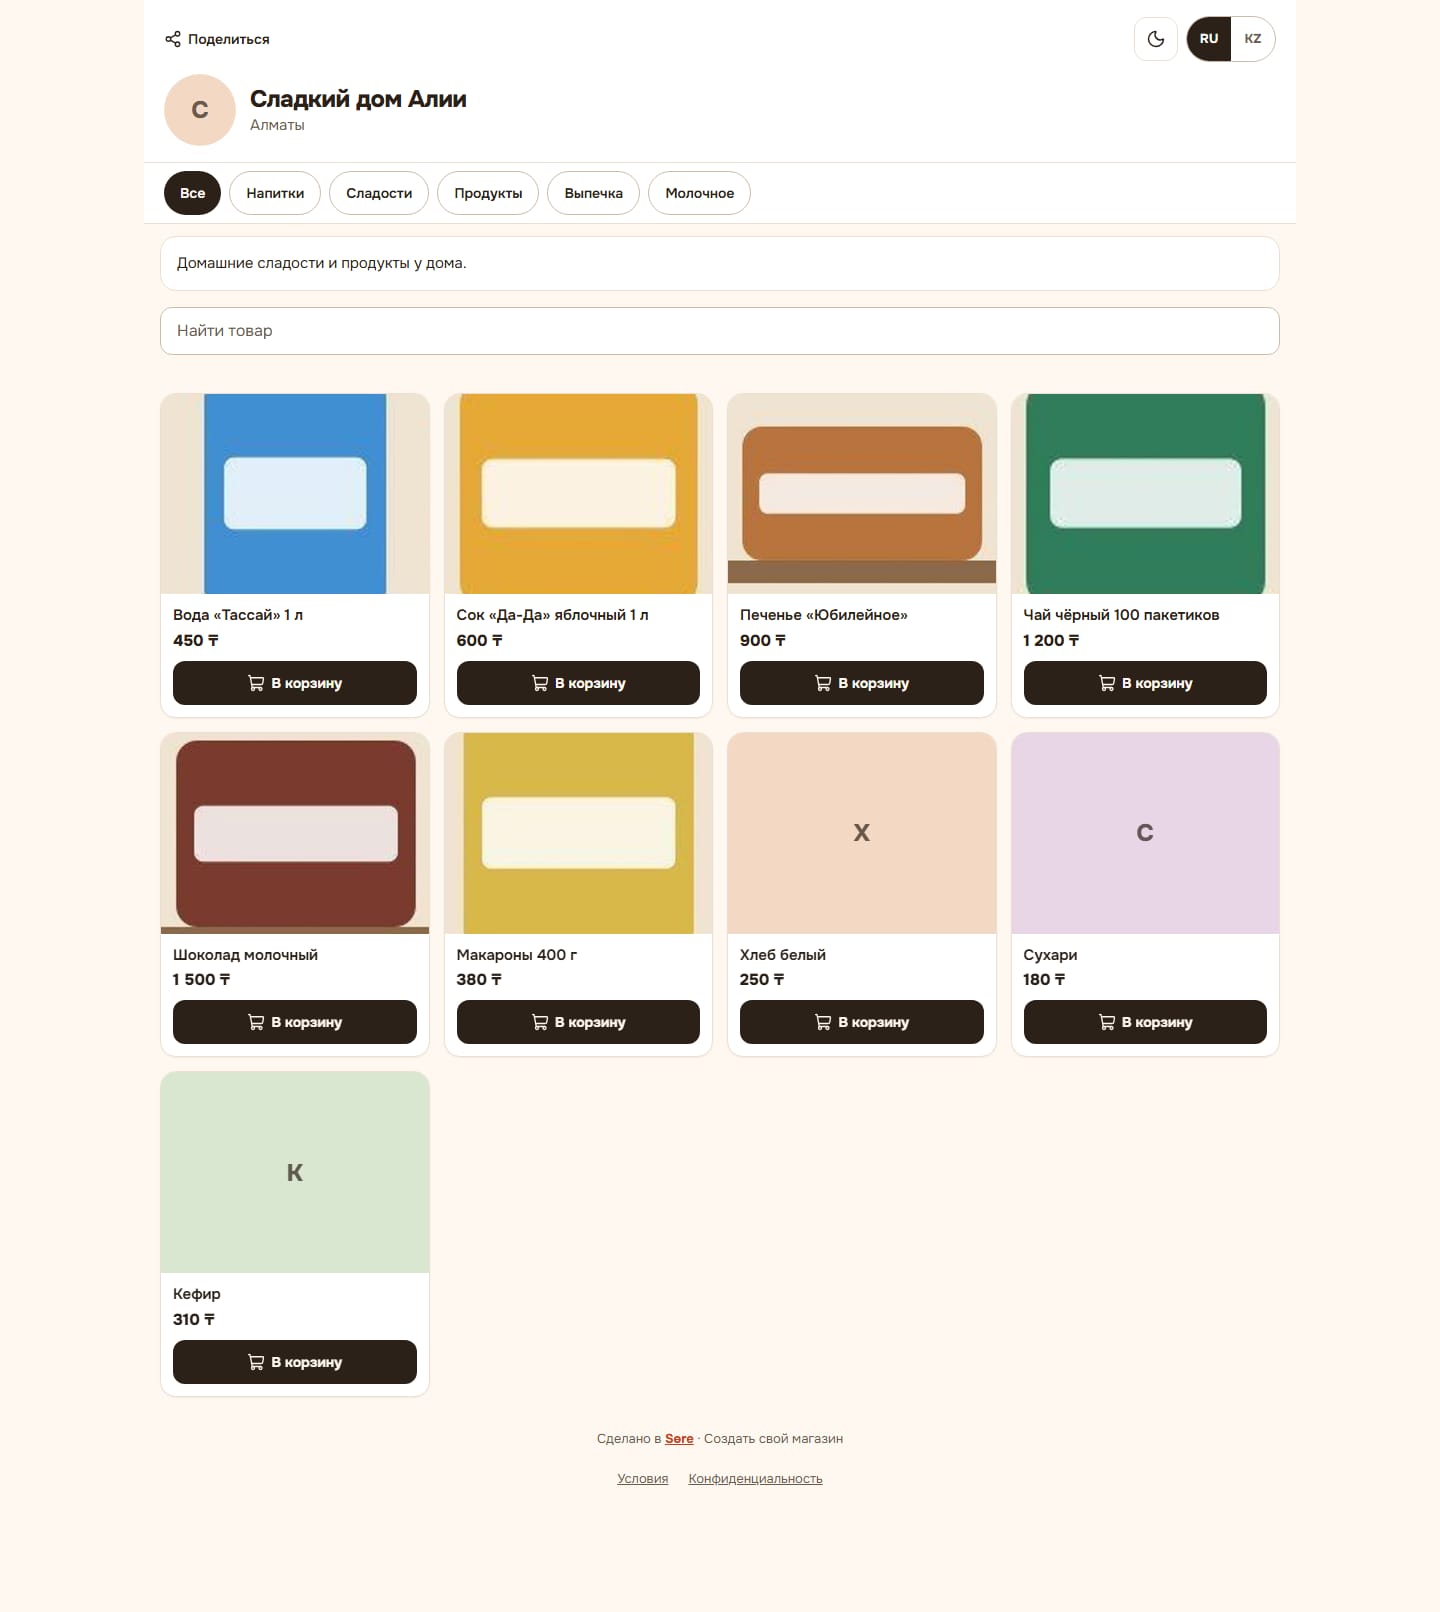 Поделиться
RU KZ
С
Сладкий дом Алии
Алматы
Все Напитки Сладости Продукты Выпечка Молочное
Домашние сладости и продукты у дома.
Найти товар
Вода «Тассай» 1 л
450 ₸
В корзину
Сок «Да-Да» яблочный 1 л
600 ₸
В корзину
Печенье «Юбилейное»
900 ₸
В корзину
Чай чёрный 100 пакетиков
1 200 ₸
В корзину
Шоколад молочный
1 500 ₸
В корзину
Макароны 400 г
380 ₸
В корзину
Х
Хлеб белый
250 ₸
В корзину
С
Сухари
180 ₸
В корзину
К
Кефир
310 ₸
В корзину
Сделано в Sere · Создать свой магазин
Условия Конфиденциальность